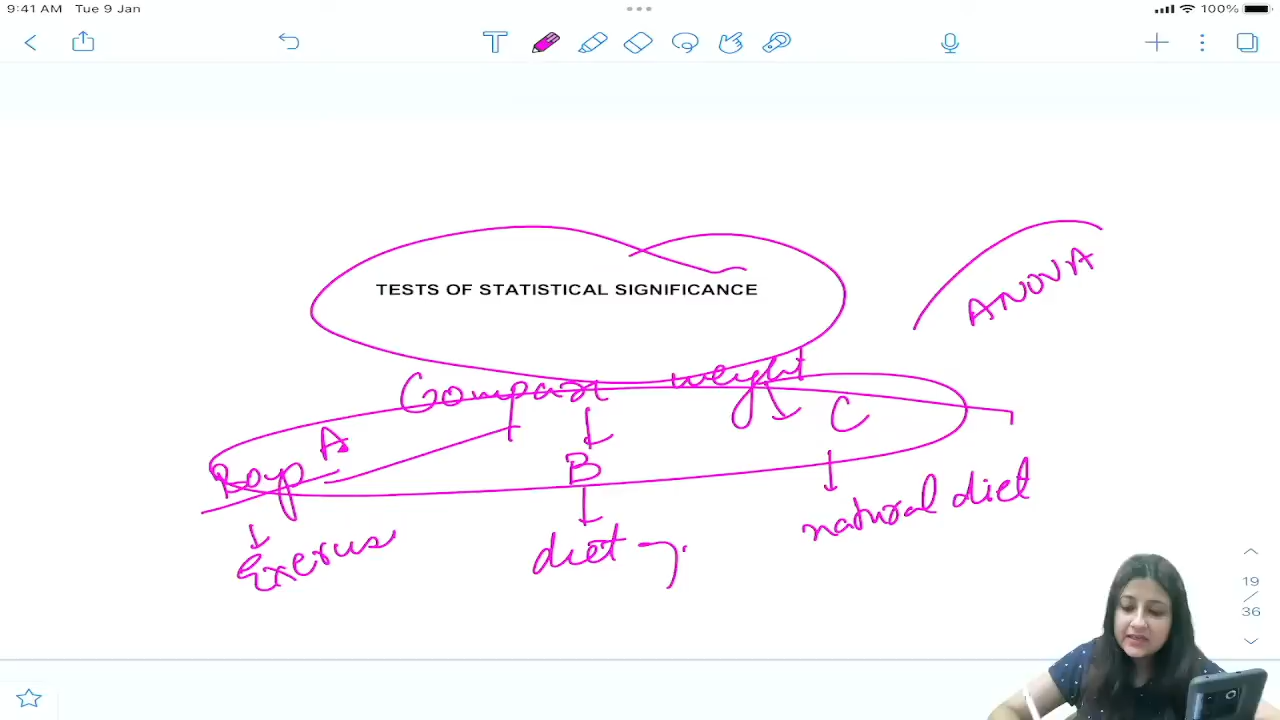 9:41 AM Tue 9 Jan
100%
TESTS OF STATISTICAL SIGNIFICANCE
ANOVA
Compare weight
A
B
C
diet
natural diet
19
36